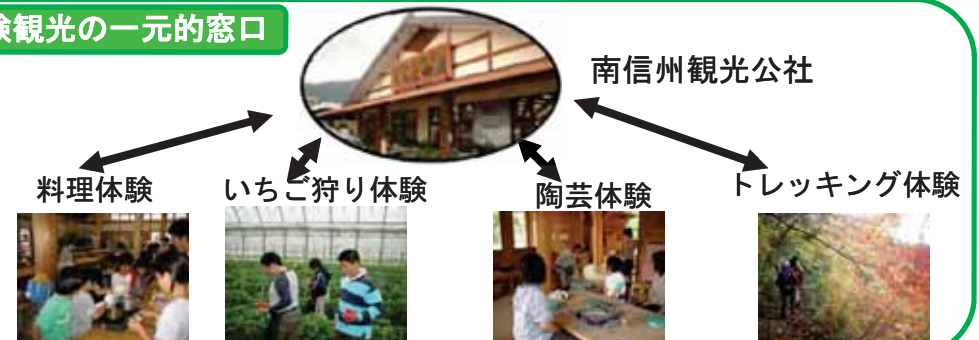 験観光の一元的窓口
南信州観光公社
料理体験
いちご狩り体験
陶芸体験
トレッキング体験